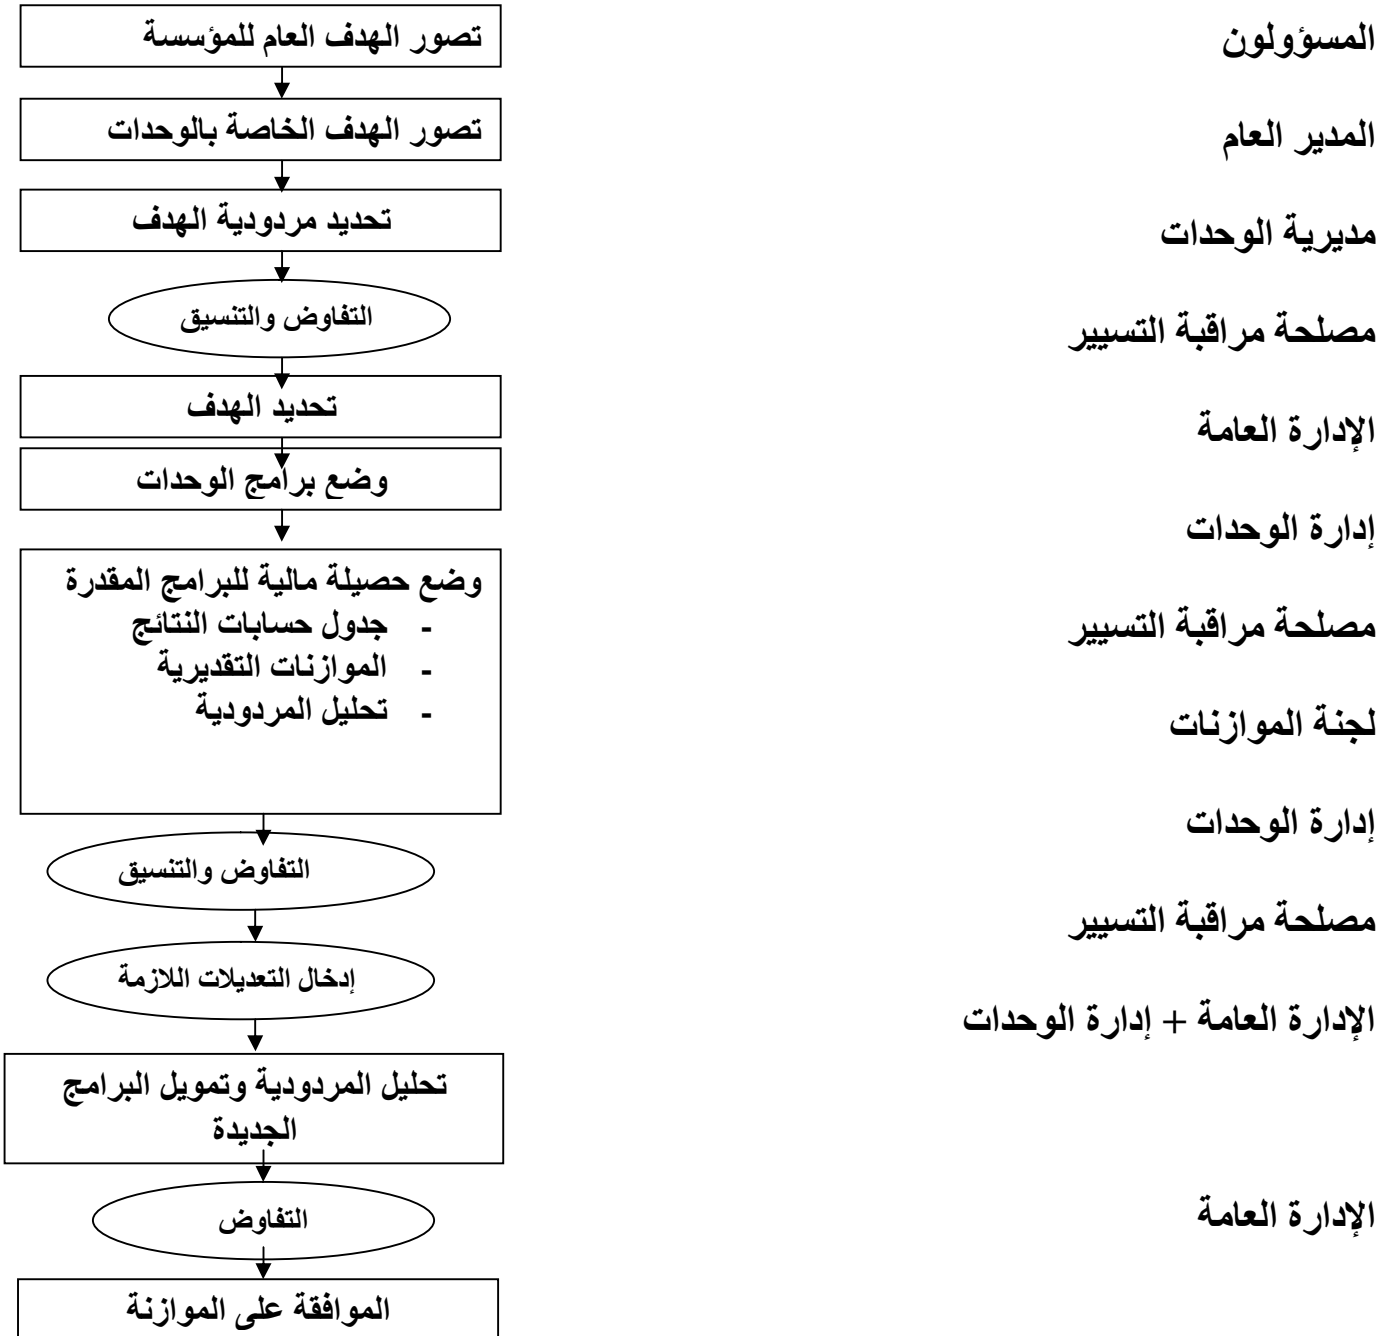 المسؤولون
تصور الهدف العام للمؤسسة
المدير العام
تصور الهدف الخاصة بالوحدات
مديرية الوحدات
تحديد مردودية الهدف
مصلحة مراقبة التسيير
التفاوض والتنسيق
الإدارة العامة
تحديد الهدف
إدارة الوحدات
وضع برامج الوحدات
مصلحة مراقبة التسيير
وضع حصيلة مالية للبرامج المقدرة
- جدول حسابات النتائج
- الموازنات التقديرية
- تحليل المردودية
لجنة الموازنات
إدارة الوحدات
التفاوض والتنسيق
مصلحة مراقبة التسيير
إدخال التعديلات اللازمة
الإدارة العامة + إدارة الوحدات
تحليل المردودية وتمويل البرامج
الجديدة
الإدارة العامة
التفاوض
الموافقة على الموازنة